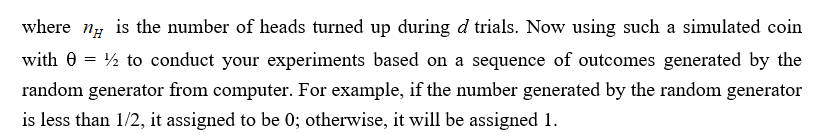 where n_H is the number of heads turned up during d trials. Now using such a simulated coin
with θ = ½ to conduct your experiments based on a sequence of outcomes generated by the
random generator from computer. For example, if the number generated by the random generator
is less than 1/2, it assigned to be 0; otherwise, it will be assigned 1.